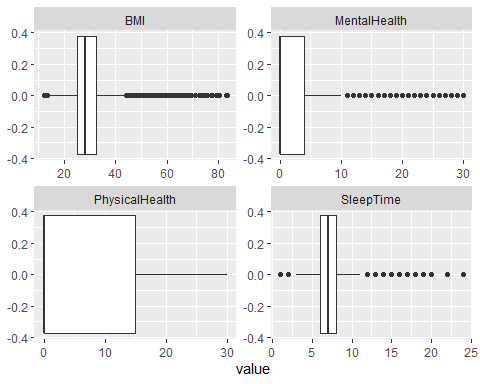 BMI MentalHealth
0.4 0.4
0.2 0.2
0.0 0.0
-0.2 -0.2
-0.4 -0.4
20 40 60 80 0 10 20 30
PhysicalHealth SleepTime
0.4 0.4
0.2 0.2
0.0 0.0
-0.2 -0.2
-0.4 -0.4
0 10 20 30 0 5 10 15 20 25
value